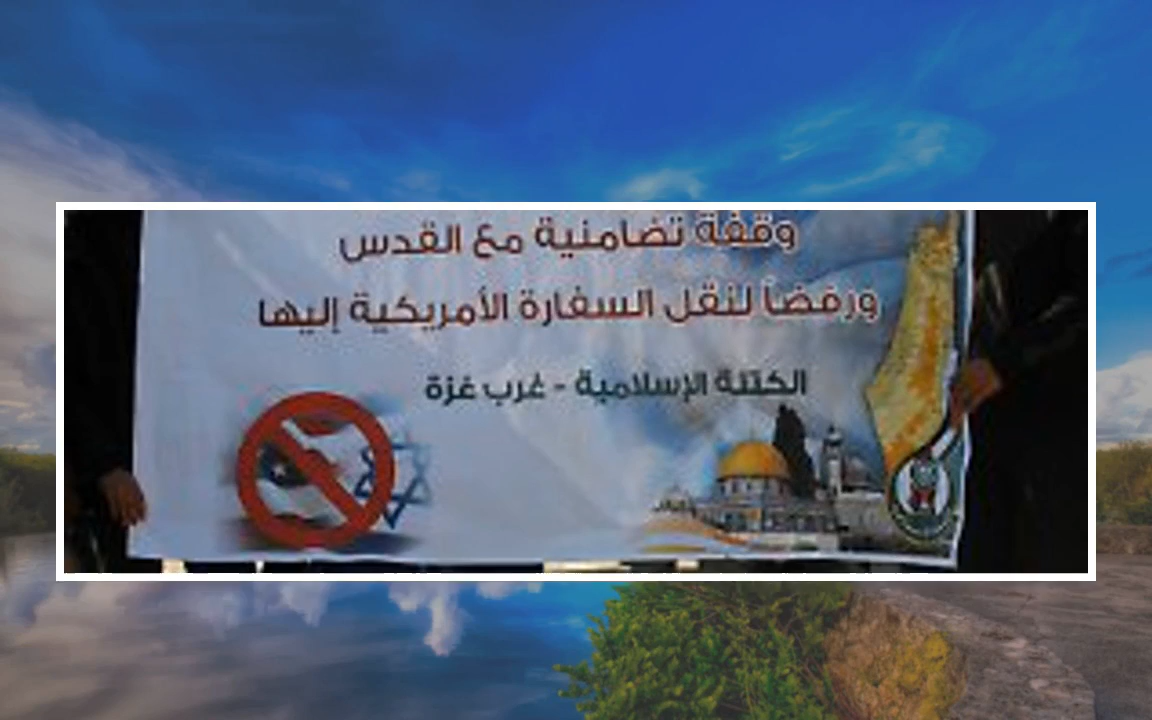 وقفة تضامنية مع القدس
ورفضاً لنقل السفارة الأمريكية إليها
الكتلة الإسلامية - غرب غزة